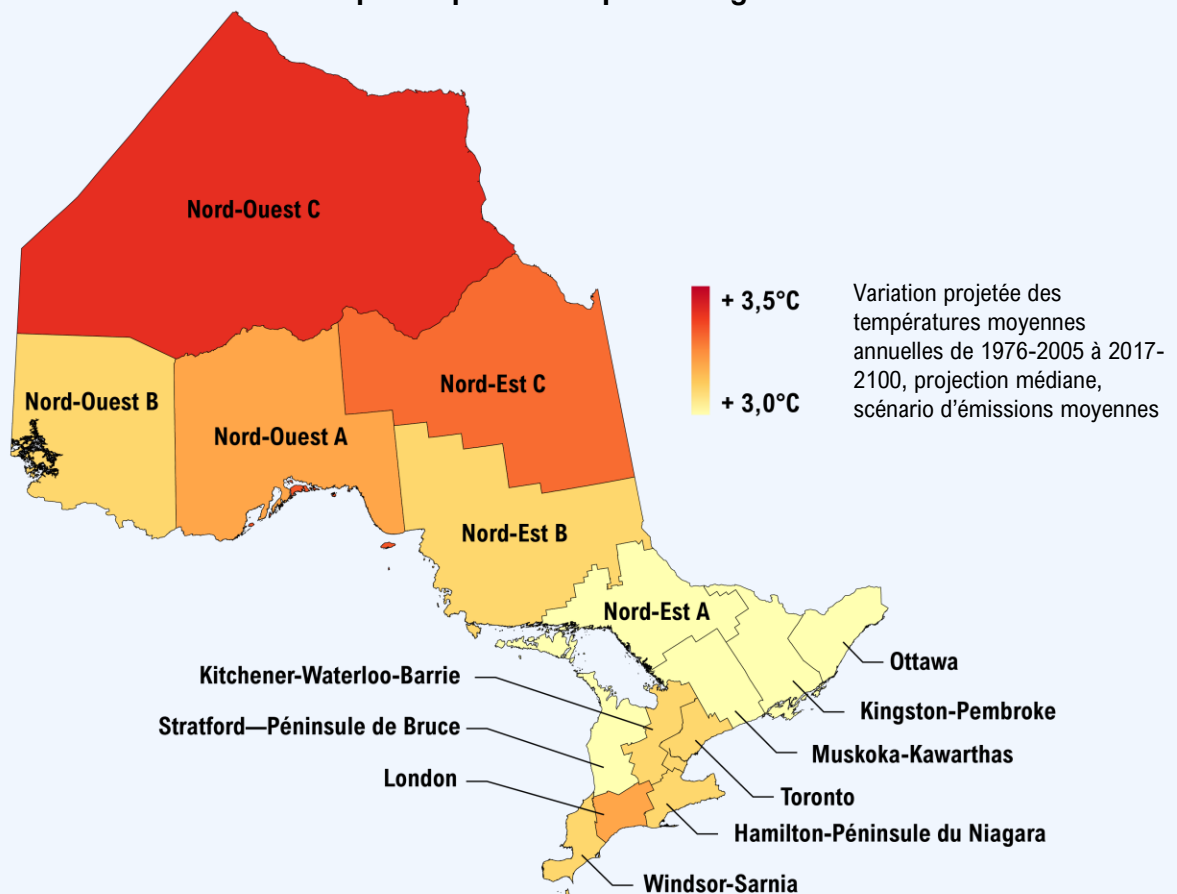 Nord-Ouest C
+ 3,5°C
+ 3,0°C
Variation projetée des
températures moyennes
annuelles de 1976-2005 à 2017-
2100, projection médiane,
scénario d'émissions moyennes
Nord-Est C
Nord-Ouest B
Nord-Ouest A
Nord-Est B
Nord-Est A
Ottawa
Kitchener-Waterloo-Barrie
Kingston-Pembroke
Stratford—Péninsule de Bruce
Muskoka-Kawarthas
London
Toronto
Hamilton-Péninsule du Niagara
Windsor-Sarnia